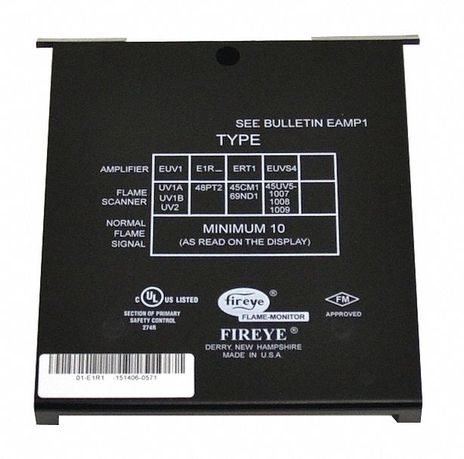 SEE BULLETIN EAMP1
TYPE
AMPLIFIER EUV1 E1R_ ERT1 EUVS4
FLAME SCANNER UV1A UV1B UV2 48PT2 45CM1 69ND1 45UV5- 1007 1008 1009
NORMAL FLAME SIGNAL MINIMUM 10 (AS READ ON THE DISPLAY)
C UL US LISTED
SECTION OF PRIMARY
SAFETY CONTROL
274R
fireye ®
FLAME-MONITOR
FM
APPROVED
FIREYE ®
DERRY, NEW HAMPSHIRE
MADE IN U.S.A.
01-E1R1 -151406-0571